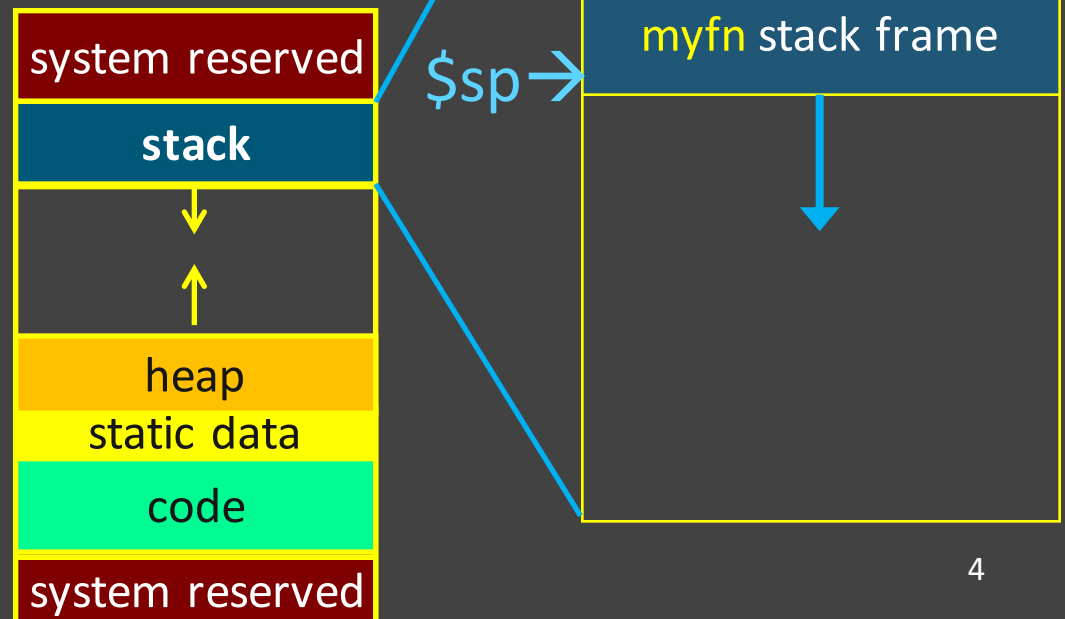 system reserved
stack
heap
static data
code
system reserved
$sp→
myfn stack frame
4